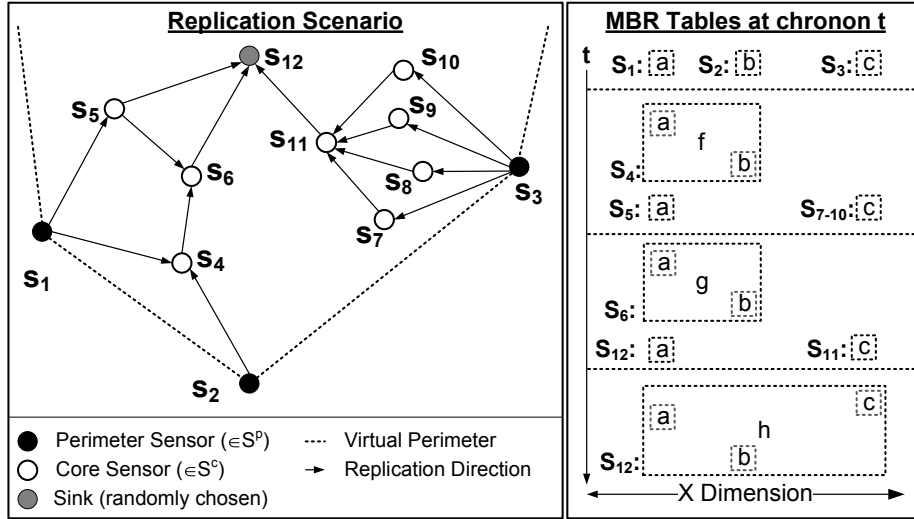 Replication Scenario
S12
S10
S5
S9
S11
S6
S8
S3
S7
S4
S1
S2
Perimeter Sensor (∈Sᵖ)
Virtual Perimeter
Core Sensor (∈Sᶜ)
Replication Direction
Sink (randomly chosen)
MBR Tables at chronon t
t
S1: a S2: b S3: c
a
f
b
S4:
S5: a S7-10: c
a
g
b
S6:
S12: a S11: c
a
c
h
b
S12:
X Dimension